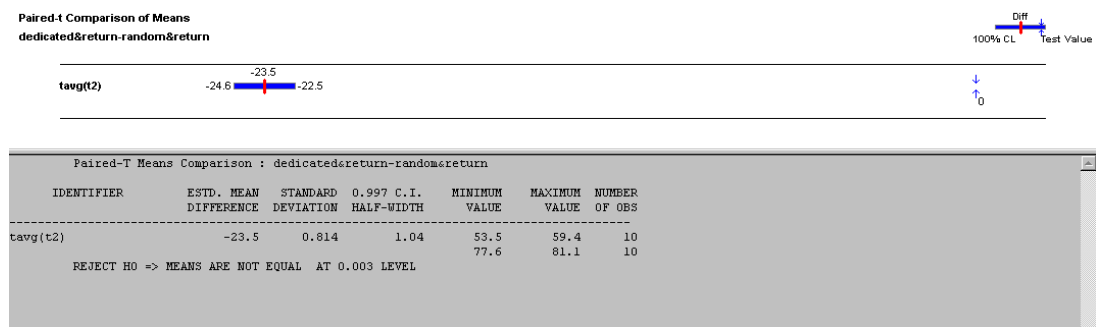 Paired-t Comparison of Means
dedicated&return-random&return
Diff
100% CL Test Value
tavg(t2)
-23.5
-24.6 -22.5
0
Paired-T Means Comparison : dedicated&return-random&return
IDENTIFIER ESTD. MEAN STANDARD 0.997 C.I. MINIMUM MAXIMUM NUMBER
DIFFERENCE DEVIATION HALF-WIDTH VALUE VALUE OF OBS
tavg(t2) -23.5 0.814 1.04 53.5 59.4 10
77.6 81.1 10
REJECT H0 => MEANS ARE NOT EQUAL AT 0.003 LEVEL